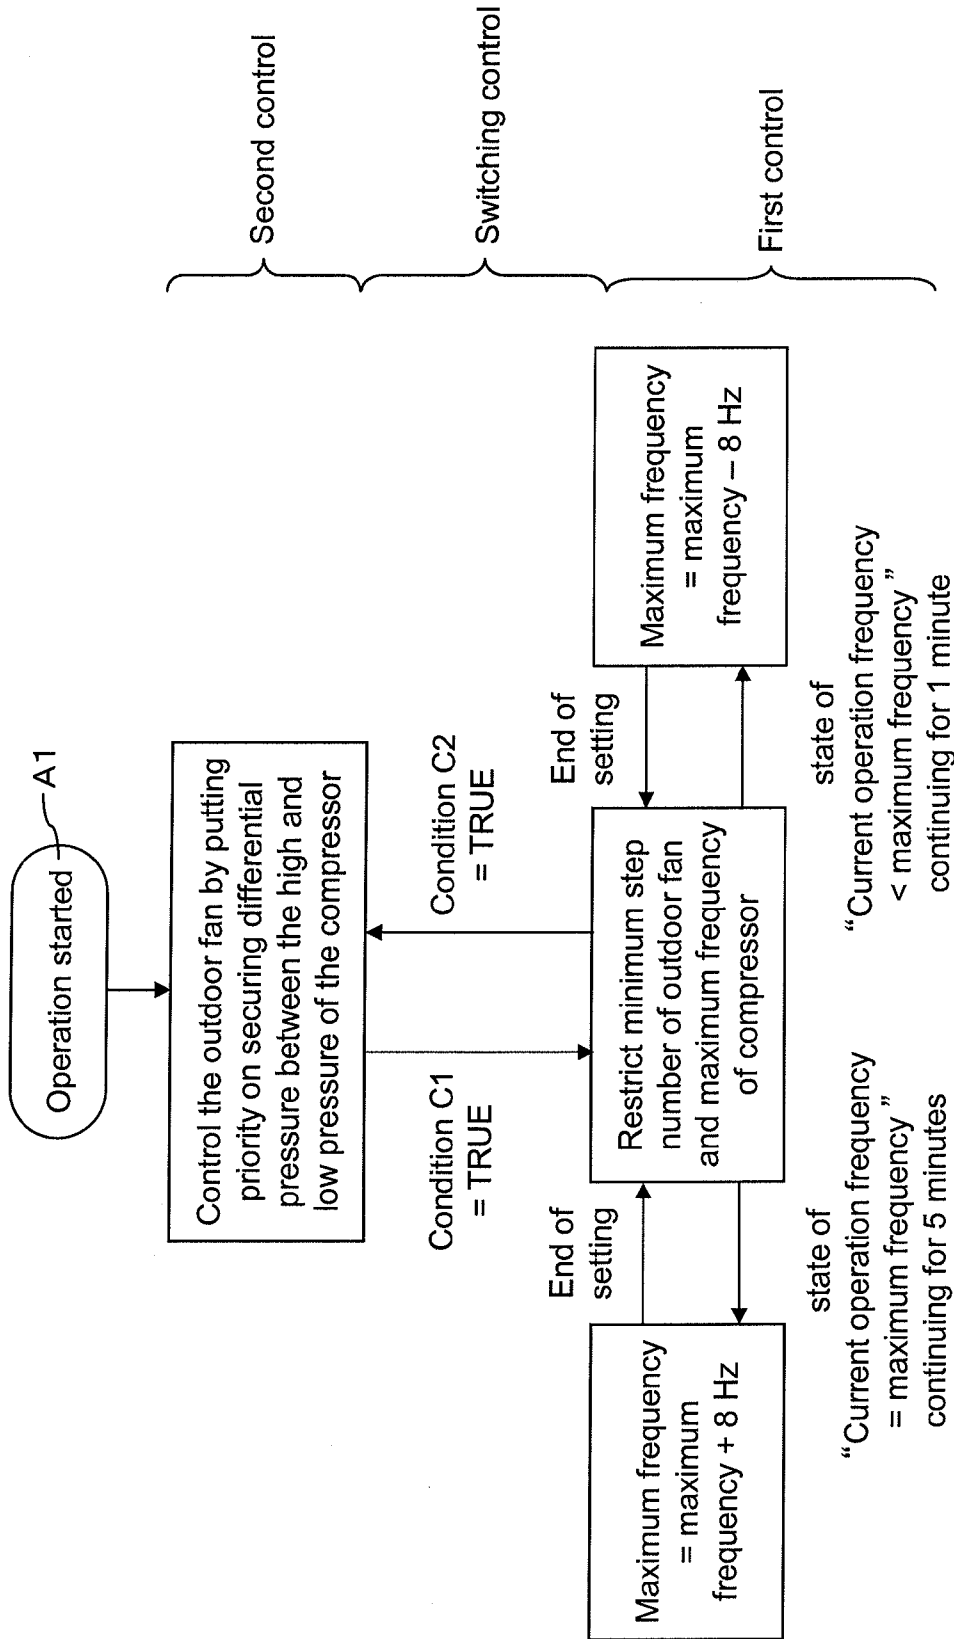 Operation started
A1
Control the outdoor fan by putting
priority on securing differential
pressure between the high and
low pressure of the compressor
Second control
Condition C1
= TRUE
Condition C2
= TRUE
Switching control
Maximum frequency
= maximum
frequency + 8 Hz
End of
setting
Restrict minimum step
number of outdoor fan
and maximum frequency
of compressor
End of
setting
Maximum frequency
= maximum
frequency – 8 Hz
First control
state of
“Current operation frequency
= maximum frequency”
continuing for 5 minutes
state of
“Current operation frequency
< maximum frequency”
continuing for 1 minute